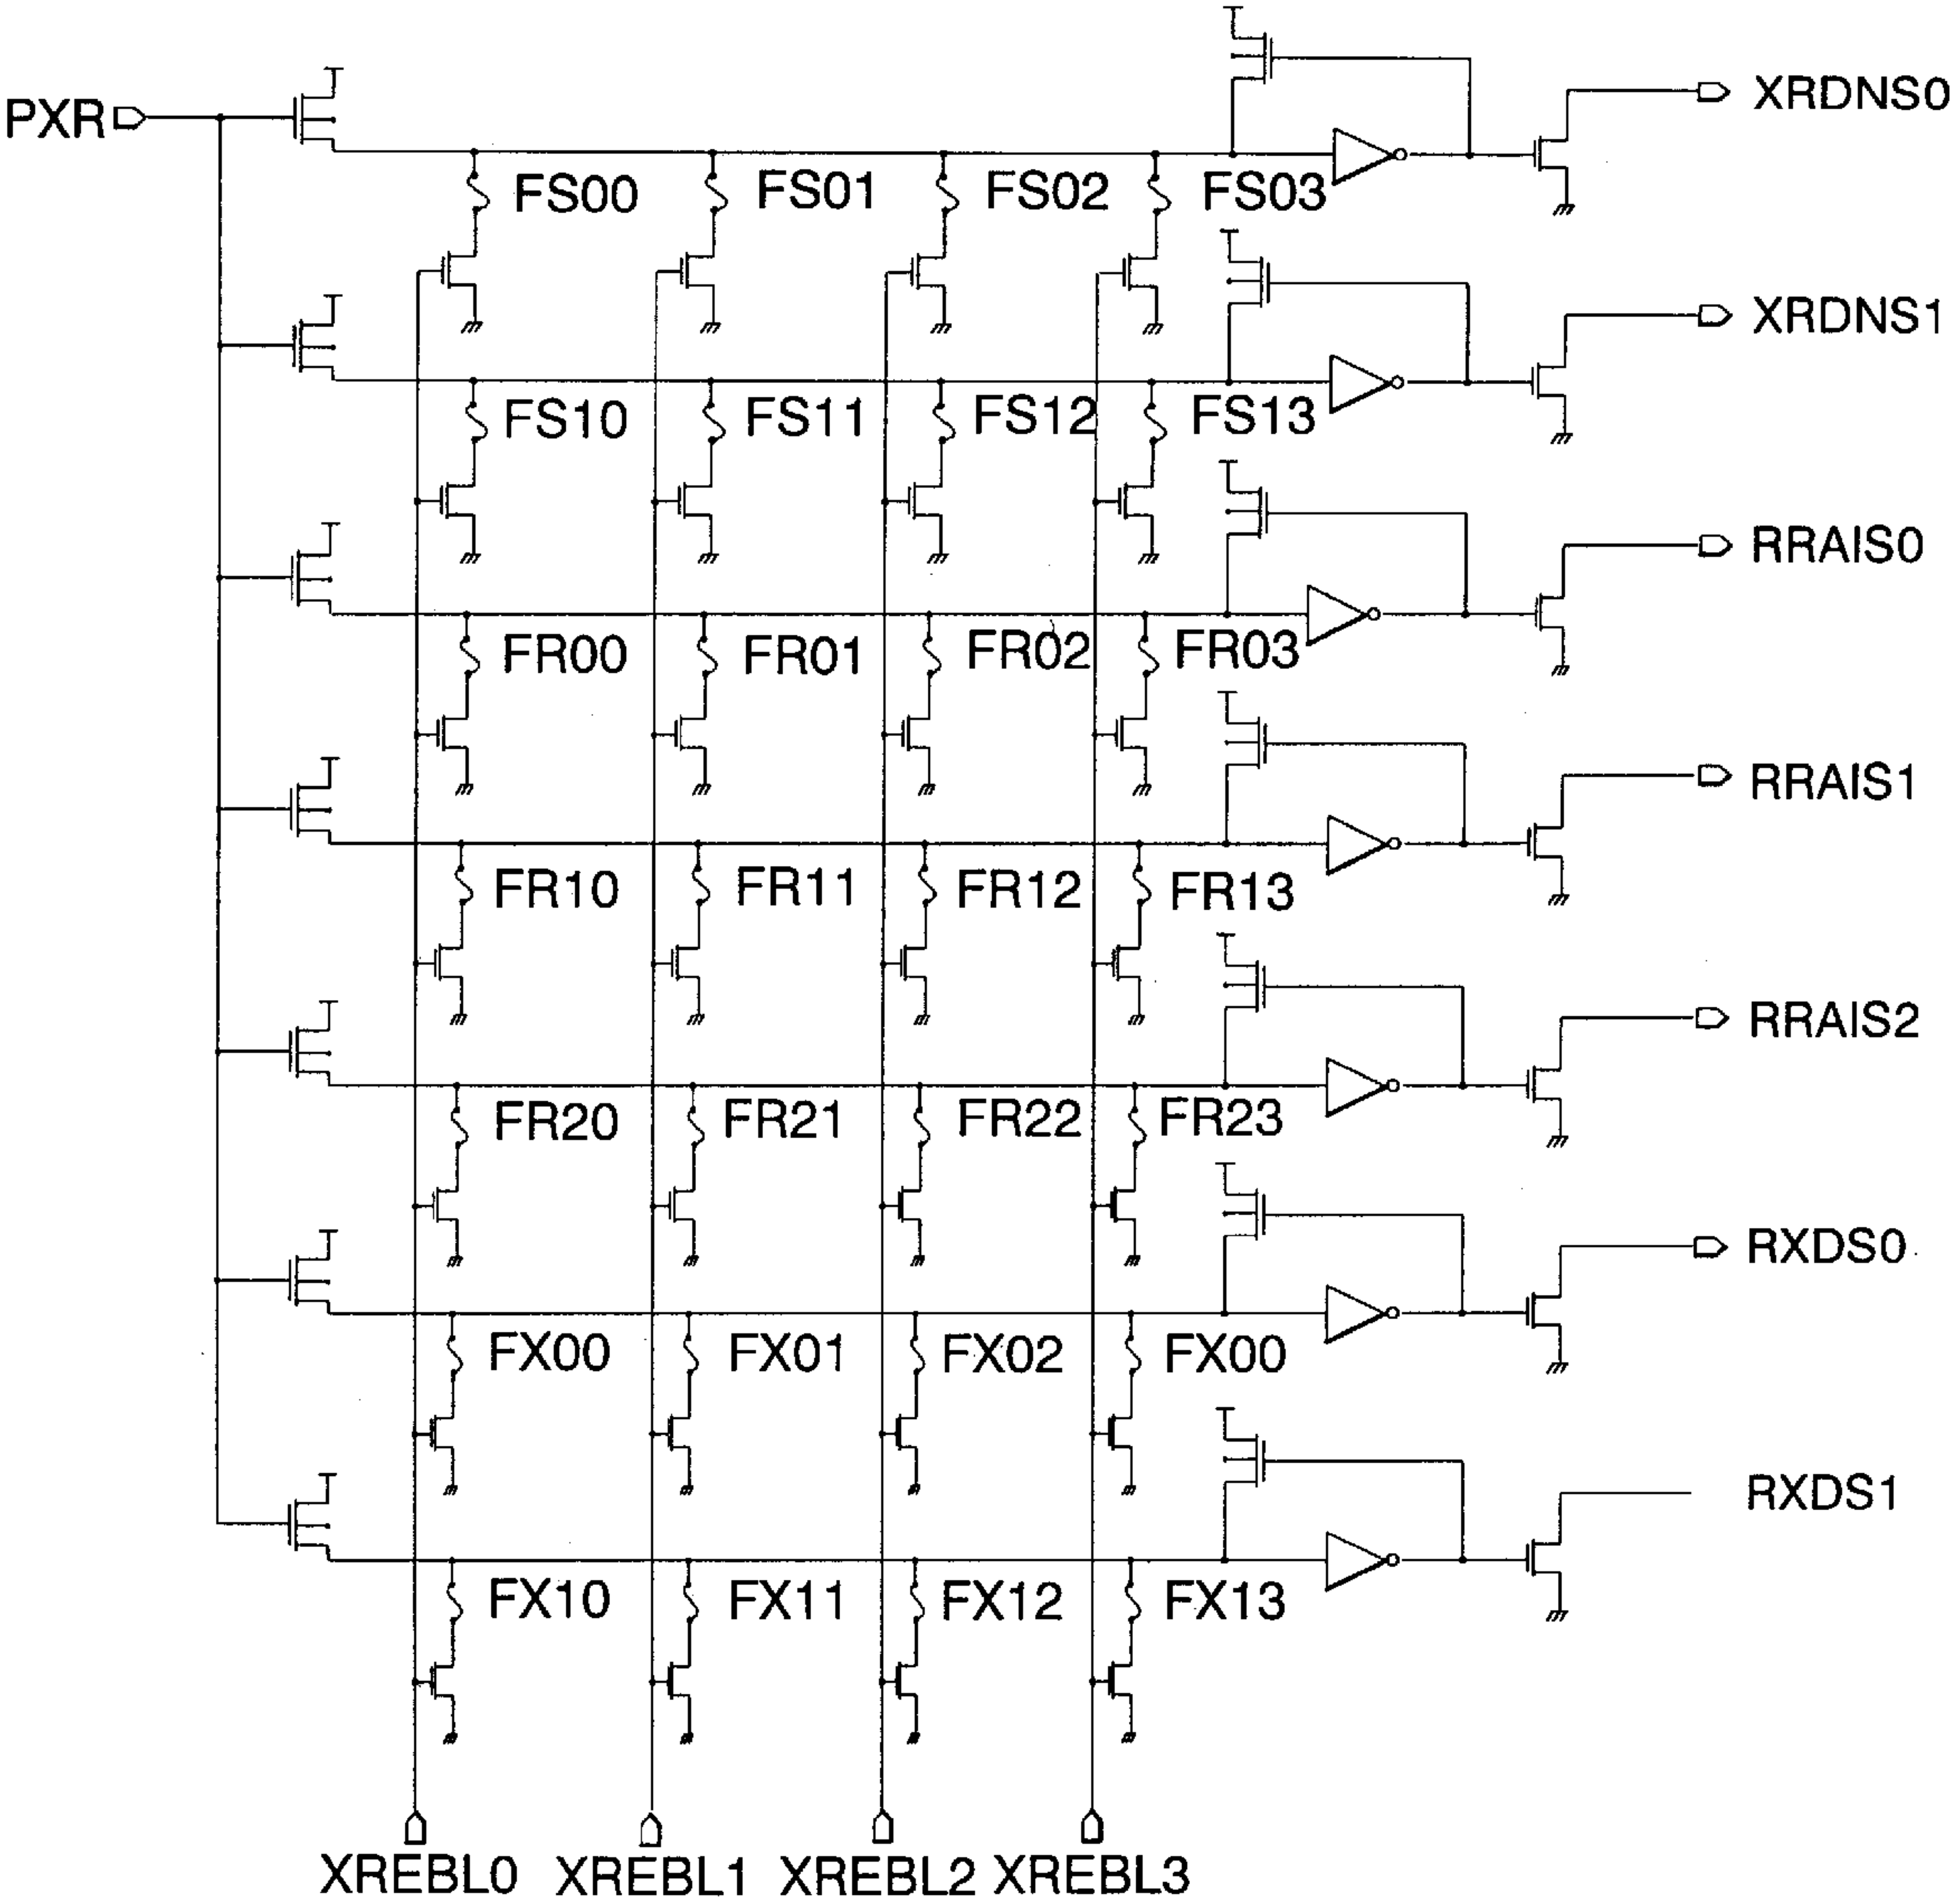 XRDNS0
PXR
FS00 FS01 FS02 FS03
XRDNS1
FS10 FS11 FS12 FS13
RRAIS0
FR00 FR01 FR02 FR03
RRAIS1
FR10 FR11 FR12 FR13
RRAIS2
FR20 FR21 FR22 FR23
RXDS0
FX00 FX01 FX02 FX00
RXDS1
FX10 FX11 FX12 FX13
XREBL0 XREBL1 XREBL2 XREBL3